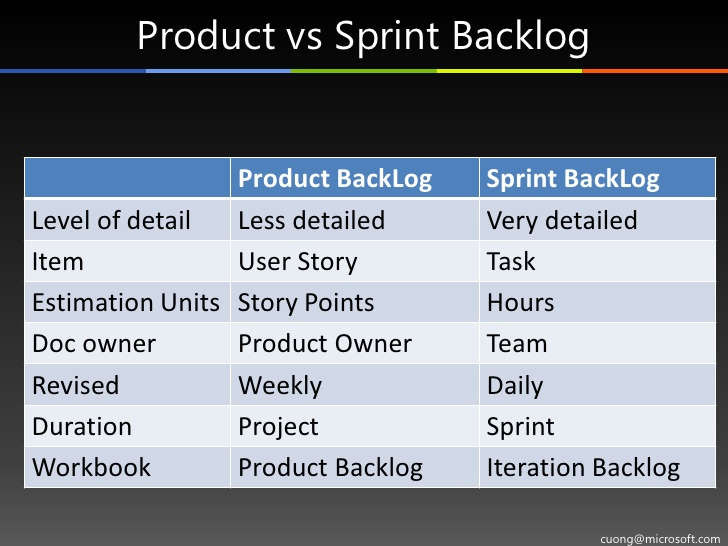 Product vs Sprint Backlog
Product BackLog Sprint BackLog
Level of detail Less detailed Very detailed
Item User Story Task
Estimation Units Story Points Hours
Doc owner Product Owner Team
Revised Weekly Daily
Duration Project Sprint
Workbook Product Backlog Iteration Backlog
cuong@microsoft.com